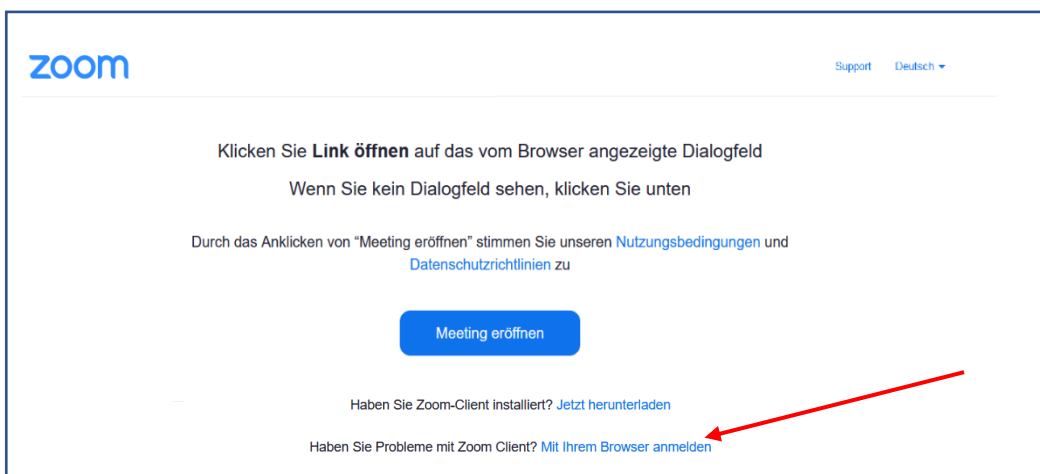 zoom
Support Deutsch
Klicken Sie Link öffnen auf das vom Browser angezeigte Dialogfeld
Wenn Sie kein Dialogfeld sehen, klicken Sie unten
Durch das Anklicken von “Meeting eröffnen” stimmen Sie unseren Nutzungsbedingungen und
Datenschutzrichtlinien zu
Meeting eröffnen
Haben Sie Zoom-Client installiert? Jetzt herunterladen
Haben Sie Probleme mit Zoom Client? Mit Ihrem Browser anmelden